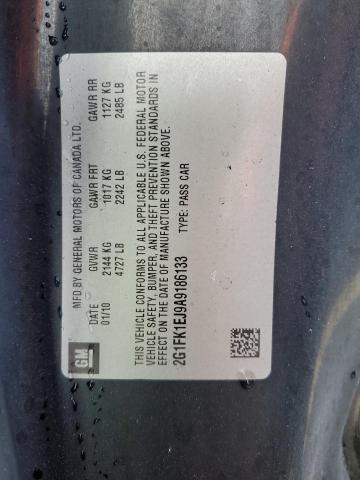 MFD BY GENERAL MOTORS OF CANADA LTD.
DATE GVWR GAWR FRT GAWR RR
01/10 2144 KG 1017 KG 1127 KG
4727 LB 2242 LB 2485 LB
THIS VEHICLE CONFORMS TO ALL APPLICABLE U.S. FEDERAL MOTOR
VEHICLE SAFETY, BUMPER, AND THEFT PREVENTION STANDARDS IN
EFFECT ON THE DATE OF MANUFACTURE SHOWN ABOVE.
TYPE: PASS CAR
2G1FK1EJ9A9186133
GM